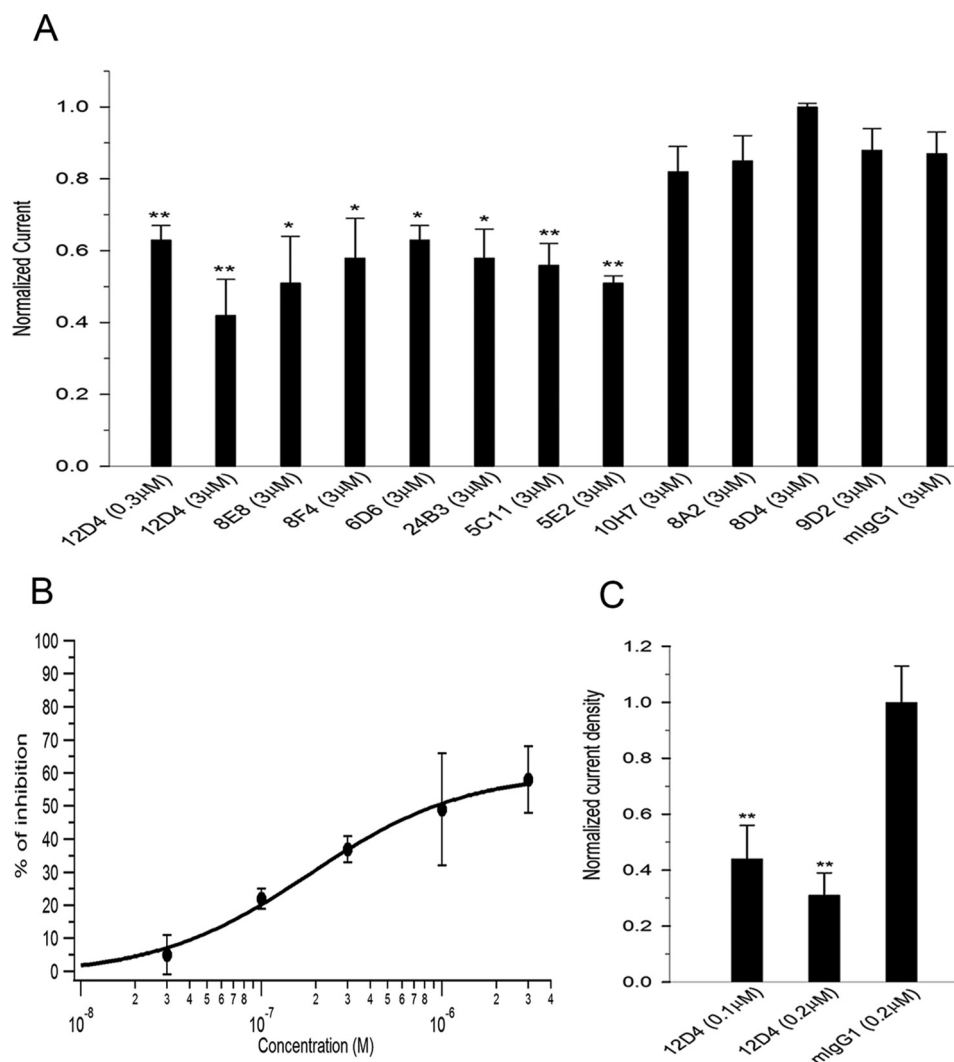 A
Normalized Current
1.0
0.8
0.6
0.4
0.2
0.0
**
**
*
*
*
*
**
**
12D4 (0.3µM)
12D4 (3µM)
8E8 (3µM)
8F4 (3µM)
6D6 (3µM)
24B3 (3µM)
5C11 (3µM)
5E2 (3µM)
10H7 (3µM)
8A2 (3µM)
8D4 (3µM)
9D2 (3µM)
mIgG1 (3µM)
B
% of inhibition
100
90
80
70
60
50
40
30
20
10
0
10-8
2 3 4 5 6 7 8
10-7
2 3 4 5 6 7 8
10-6
2 3 4
Concentration (M)
C
Normalized current density
1.2
1.0
0.8
0.6
0.4
0.2
0.0
**
**
12D4 (0.1µM)
12D4 (0.2µM)
mIgG1 (0.2µM)